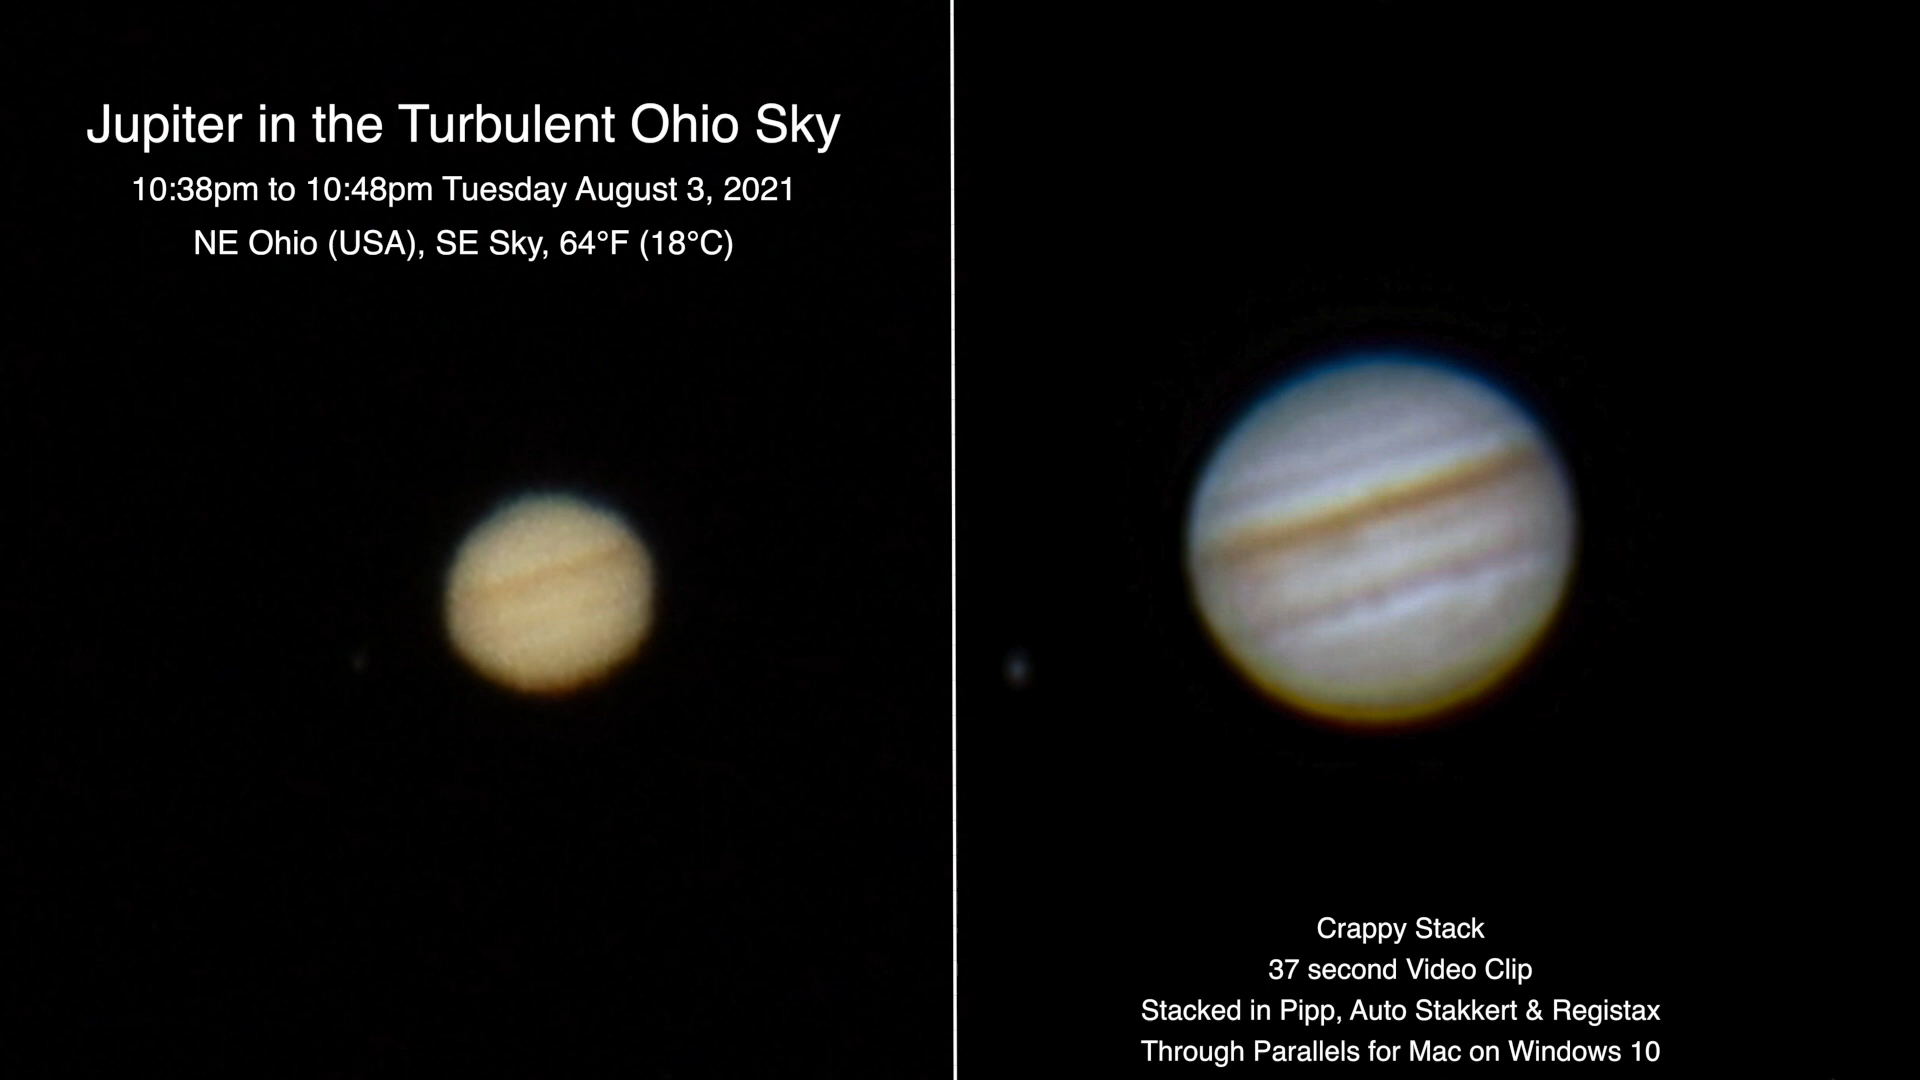 Jupiter in the Turbulent Ohio Sky
10:38pm to 10:48pm Tuesday August 3, 2021
NE Ohio (USA), SE Sky, 64°F (18°C)
Crappy Stack
37 second Video Clip
Stacked in Pipp, Auto Stakkert & Registax
Through Parallels for Mac on Windows 10